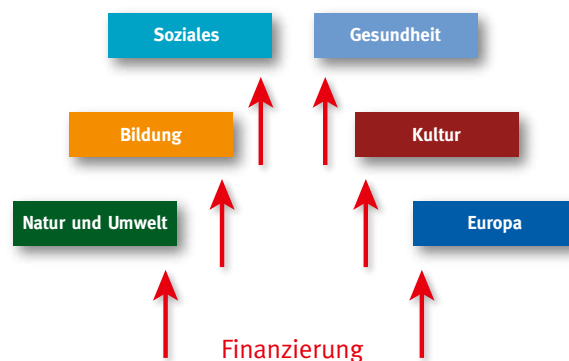 Soziales
Gesundheit
Bildung
Kultur
Natur und Umwelt
Europa
Finanzierung